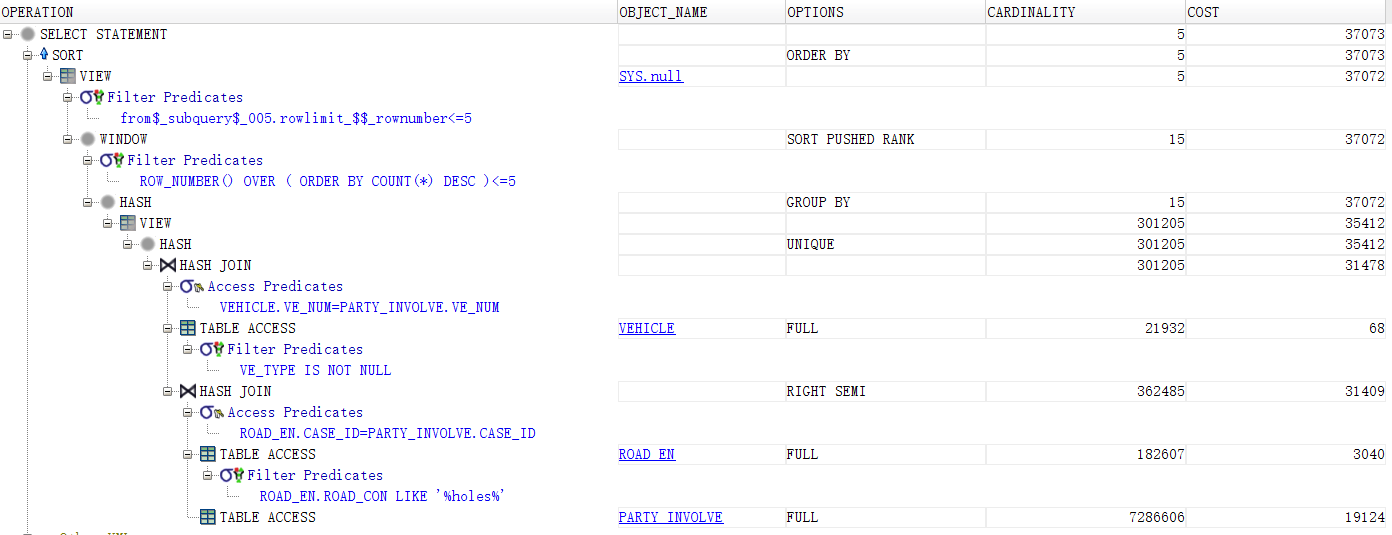 OPERATION OBJECT_NAME OPTIONS CARDINALITY COST
SELECT STATEMENT 5 37073
SORT ORDER BY 5 37073
VIEW SYS.null 5 37072
Filter Predicates
from$_subquery$_005.rowlimit_$$_rownumber<=5
WINDOW SORT PUSHED RANK 15 37072
Filter Predicates
ROW_NUMBER() OVER ( ORDER BY COUNT(*) DESC )<=5
HASH GROUP BY 15 37072
VIEW 301205 35412
HASH UNIQUE 301205 35412
HASH JOIN 301205 31478
Access Predicates
VEHICLE.VE_NUM=PARTY_INVOLVE.VE_NUM
TABLE ACCESS VEHICLE FULL 21932 68
Filter Predicates
VE_TYPE IS NOT NULL
HASH JOIN RIGHT SEMI 362485 31409
Access Predicates
ROAD_EN.CASE_ID=PARTY_INVOLVE.CASE_ID
TABLE ACCESS ROAD_EN FULL 182607 3040
Filter Predicates
ROAD_EN.ROAD_CON LIKE '%holes%'
TABLE ACCESS PARTY_INVOLVE FULL 7286606 19124